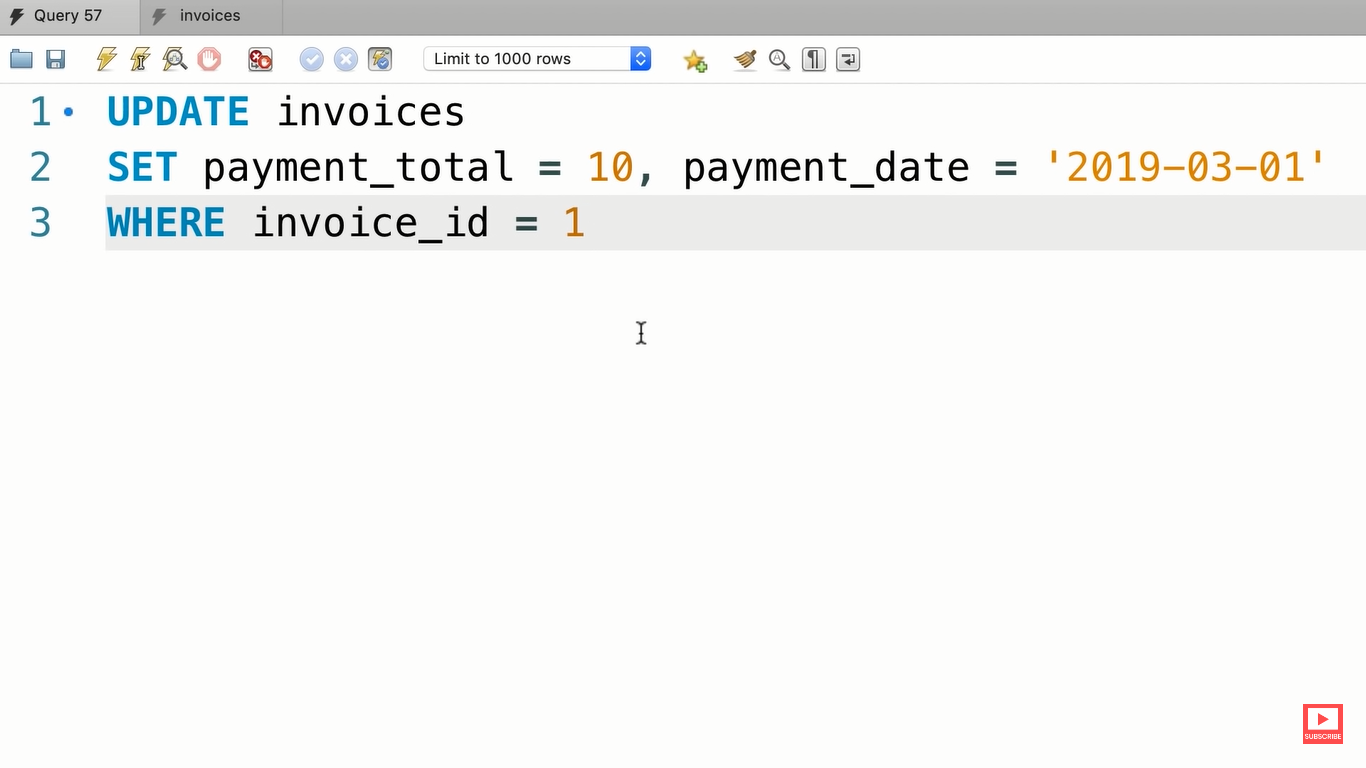 Query 57
invoices
Limit to 1000 rows
1 UPDATE invoices
2 SET payment_total = 10, payment_date = '2019-03-01'
3 WHERE invoice_id = 1
SUBSCRIBE